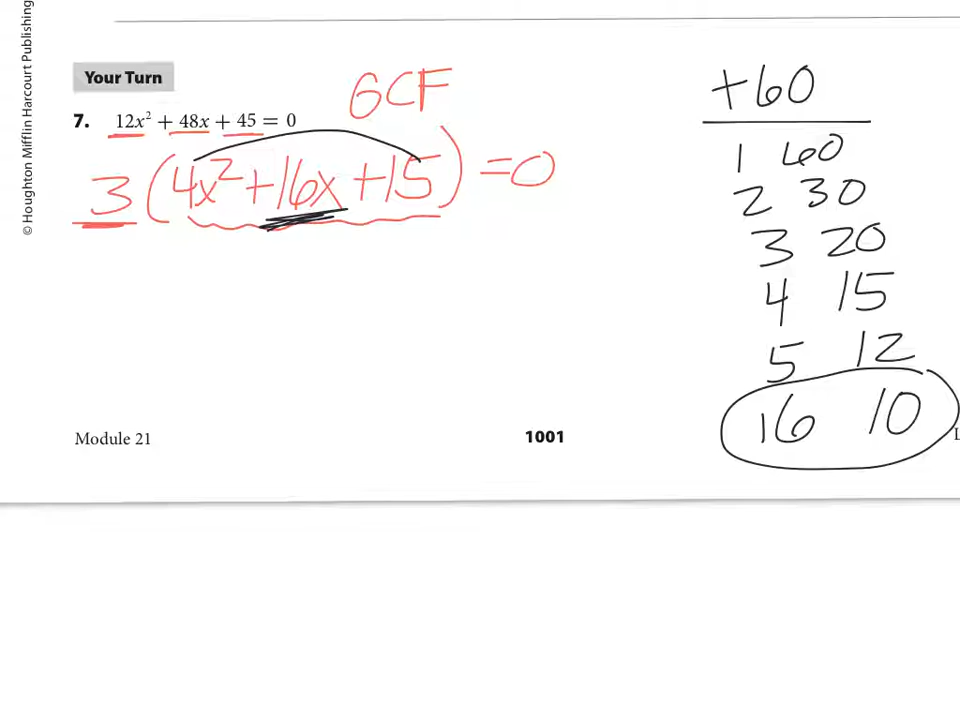 © Houghton Mifflin Harcourt Publishing
Your Turn
GCF
7. 12x² + 48x + 45 = 0
3 (4x² + 16x + 15) = 0
+60
1 60
2 30
3 20
4 15
5 12
16 10
Module 21
1001
L